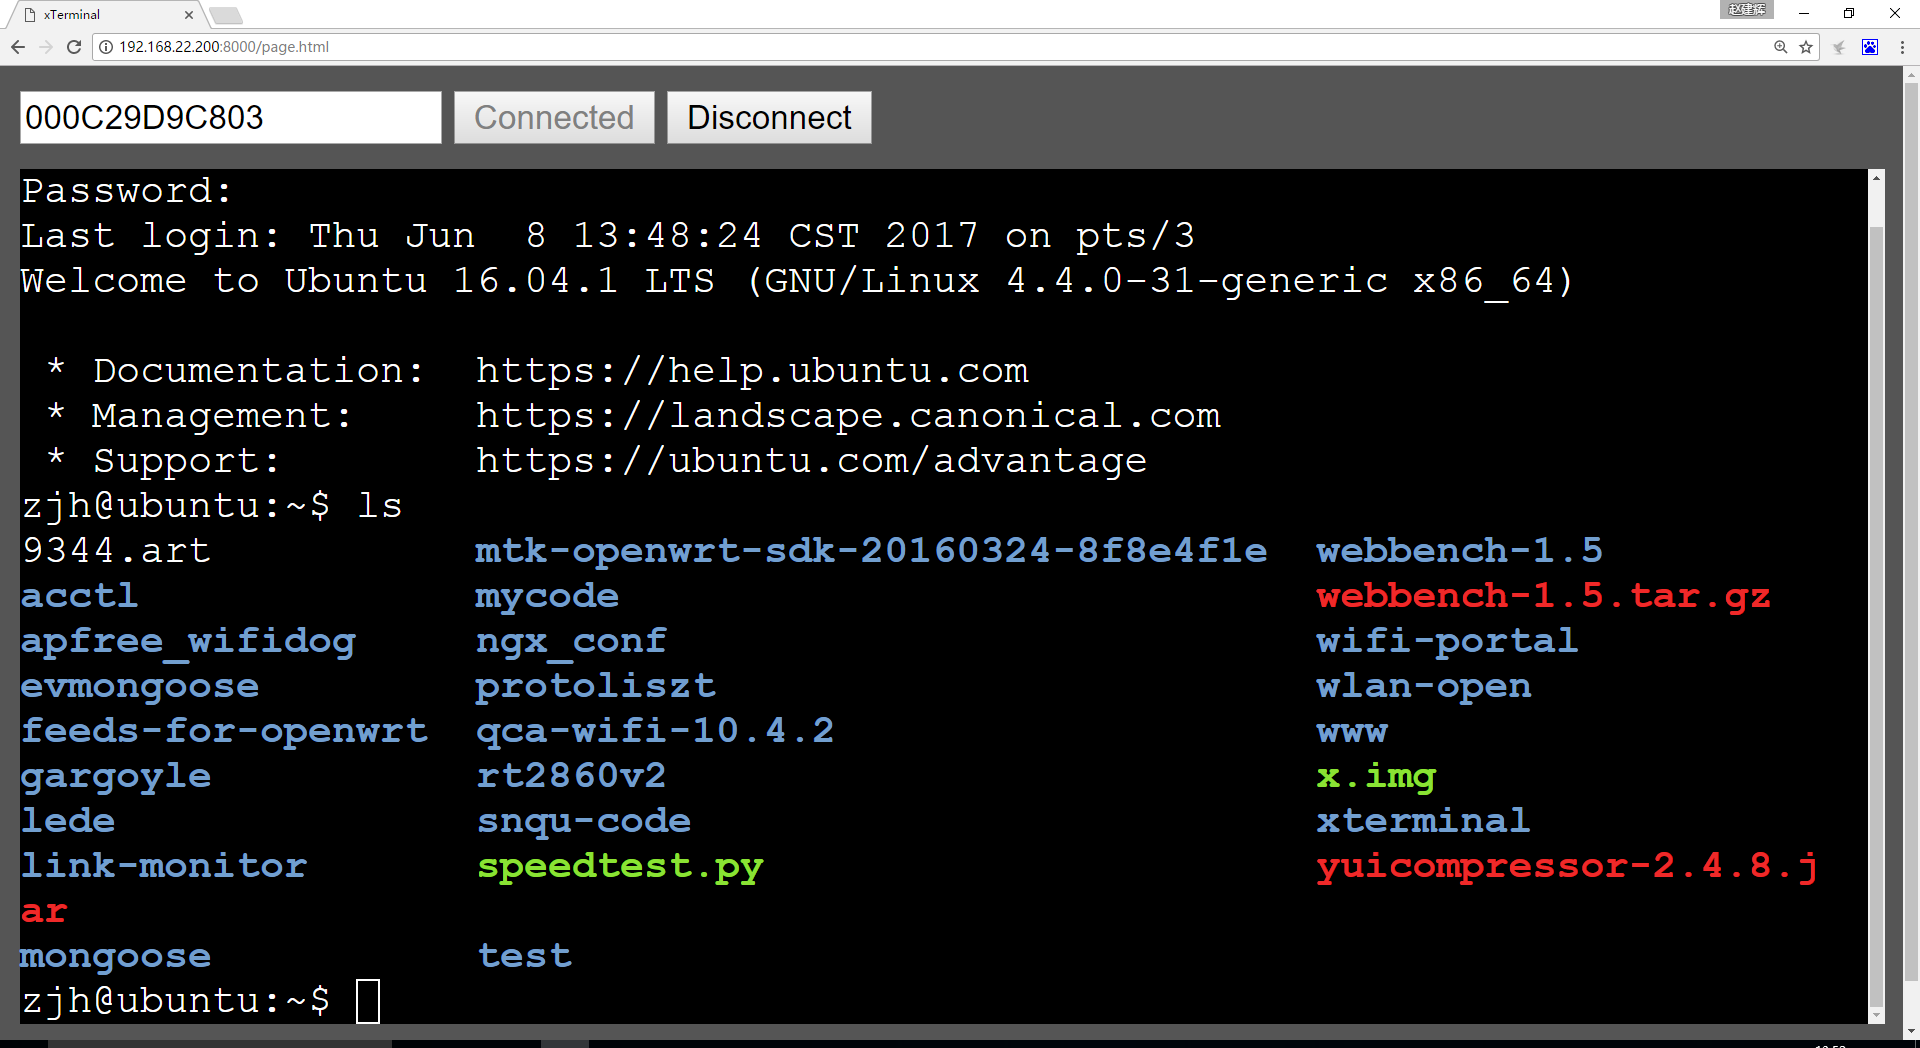 xTerminal
赵建辉
192.168.22.200:8000/page.html
000C29D9C803 Connected Disconnect
Password:
Last login: Thu Jun  8 13:48:24 CST 2017 on pts/3
Welcome to Ubuntu 16.04.1 LTS (GNU/Linux 4.4.0-31-generic x86_64)
 * Documentation:  https://help.ubuntu.com
 * Management:     https://landscape.canonical.com
 * Support:        https://ubuntu.com/advantage
zjh@ubuntu:~$ ls
9344.art           mtk-openwrt-sdk-20160324-8f8e4f1e  webbench-1.5
acctl              mycode                             webbench-1.5.tar.gz
apfree_wifidog     ngx_conf                           wifi-portal
evmongoose         protoliszt                         wlan-open
feeds-for-openwrt  qca-wifi-10.4.2                    www
gargoyle           rt2860v2                           x.img
lede               snqu-code                          xterminal
link-monitor       speedtest.py                       yuicompressor-2.4.8.j
ar
mongoose           test
zjh@ubuntu:~$